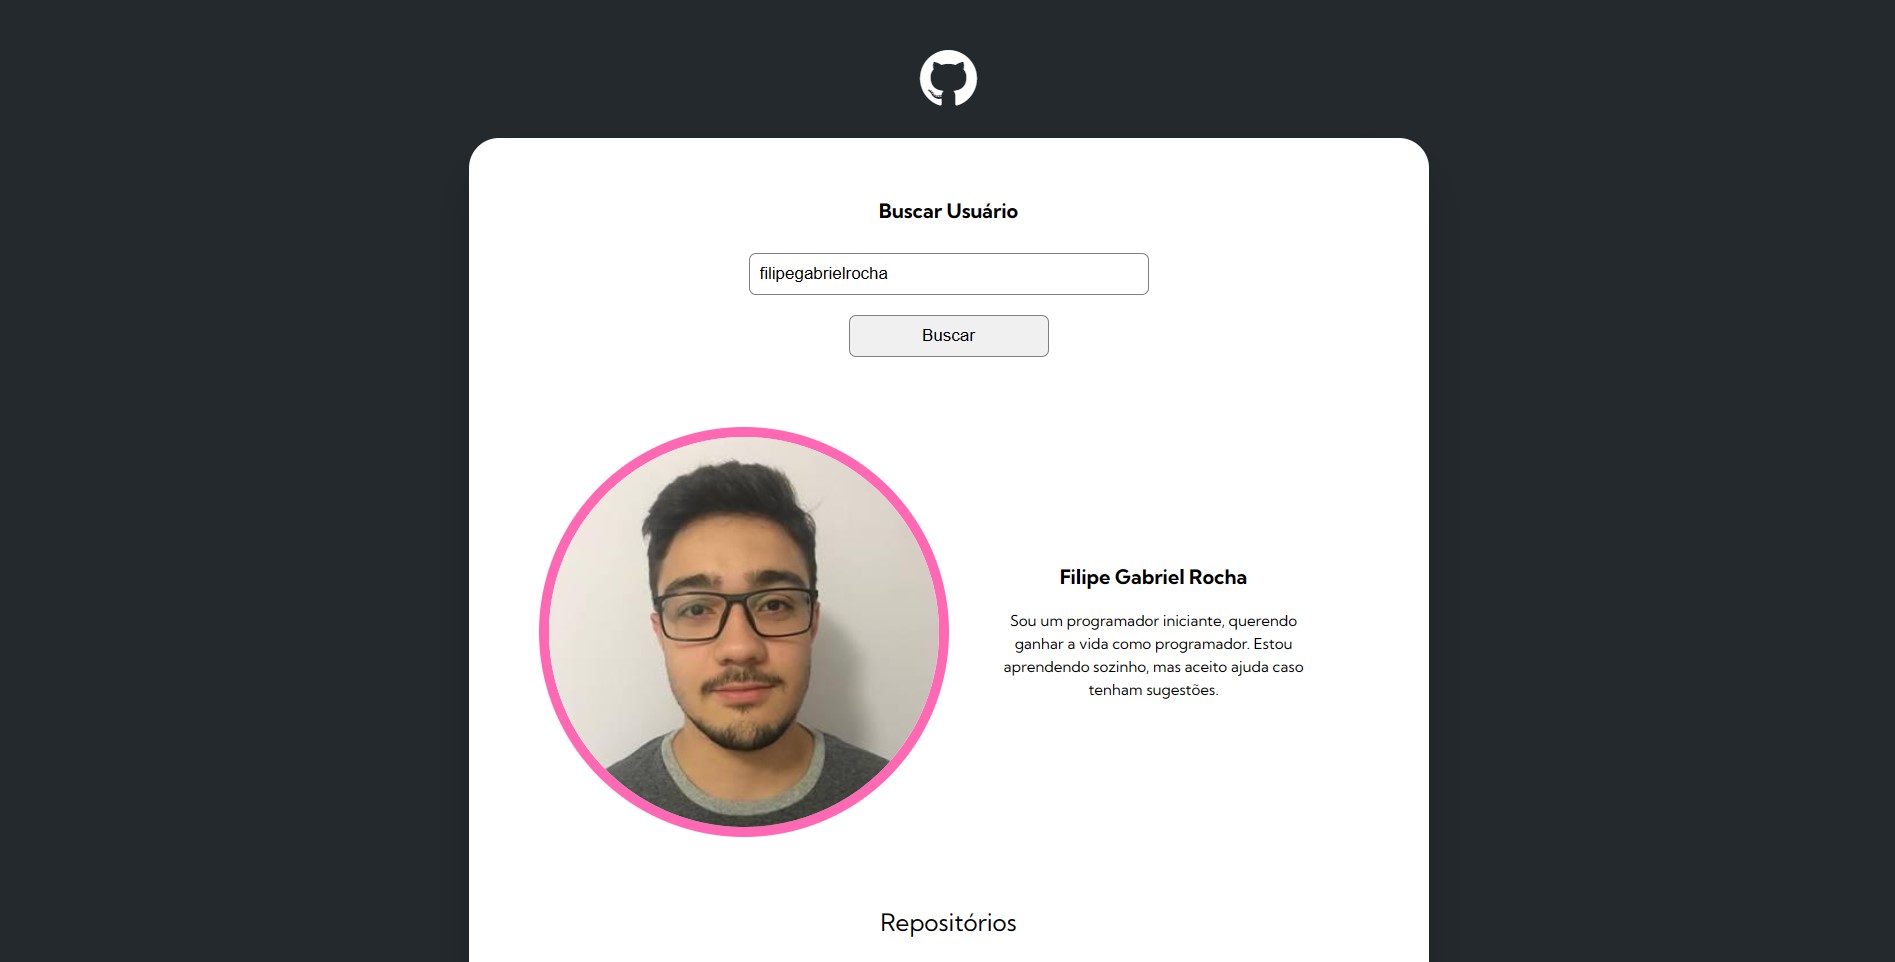 Buscar Usuário
filipegabrielrocha
Buscar
Filipe Gabriel Rocha
Sou um programador iniciante, querendo
ganhar a vida como programador. Estou
aprendendo sozinho, mas aceito ajuda caso
tenham sugestões.
Repositórios